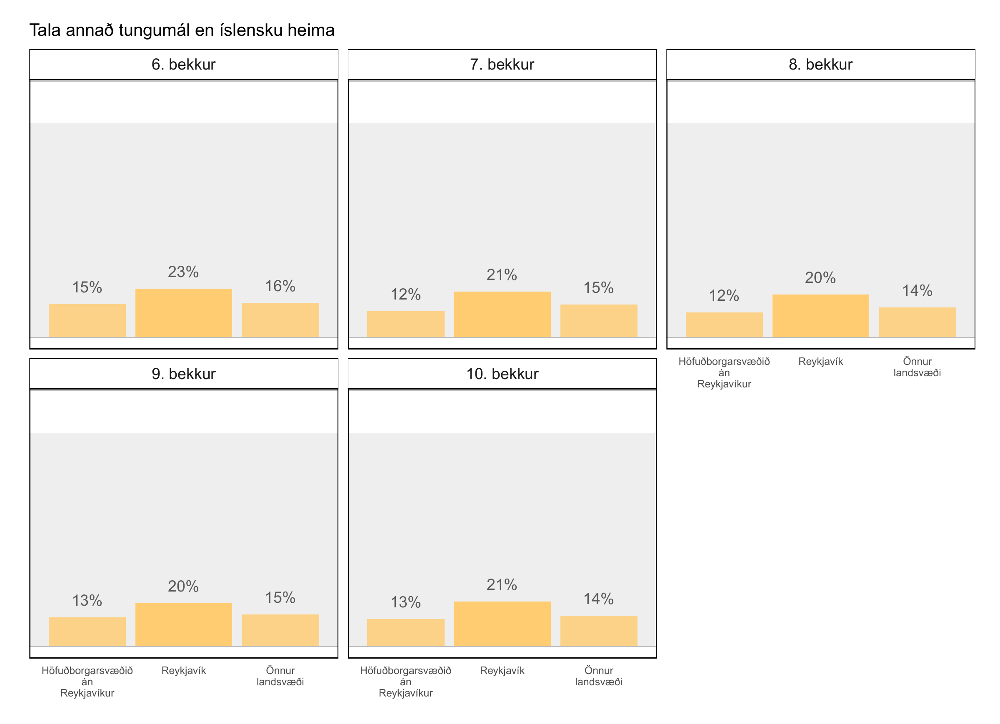 Tala annað tungumál en íslensku heima
6. bekkur
7. bekkur
8. bekkur
15%
23%
16%
12%
21%
15%
12%
20%
14%
Höfuðborgarsvæðið
án
Reykjavíkur
Reykjavík
Önnur
landsvæði
9. bekkur
10. bekkur
13%
20%
15%
13%
21%
14%
Höfuðborgarsvæðið
án
Reykjavíkur
Reykjavík
Önnur
landsvæði
Höfuðborgarsvæðið
án
Reykjavíkur
Reykjavík
Önnur
landsvæði